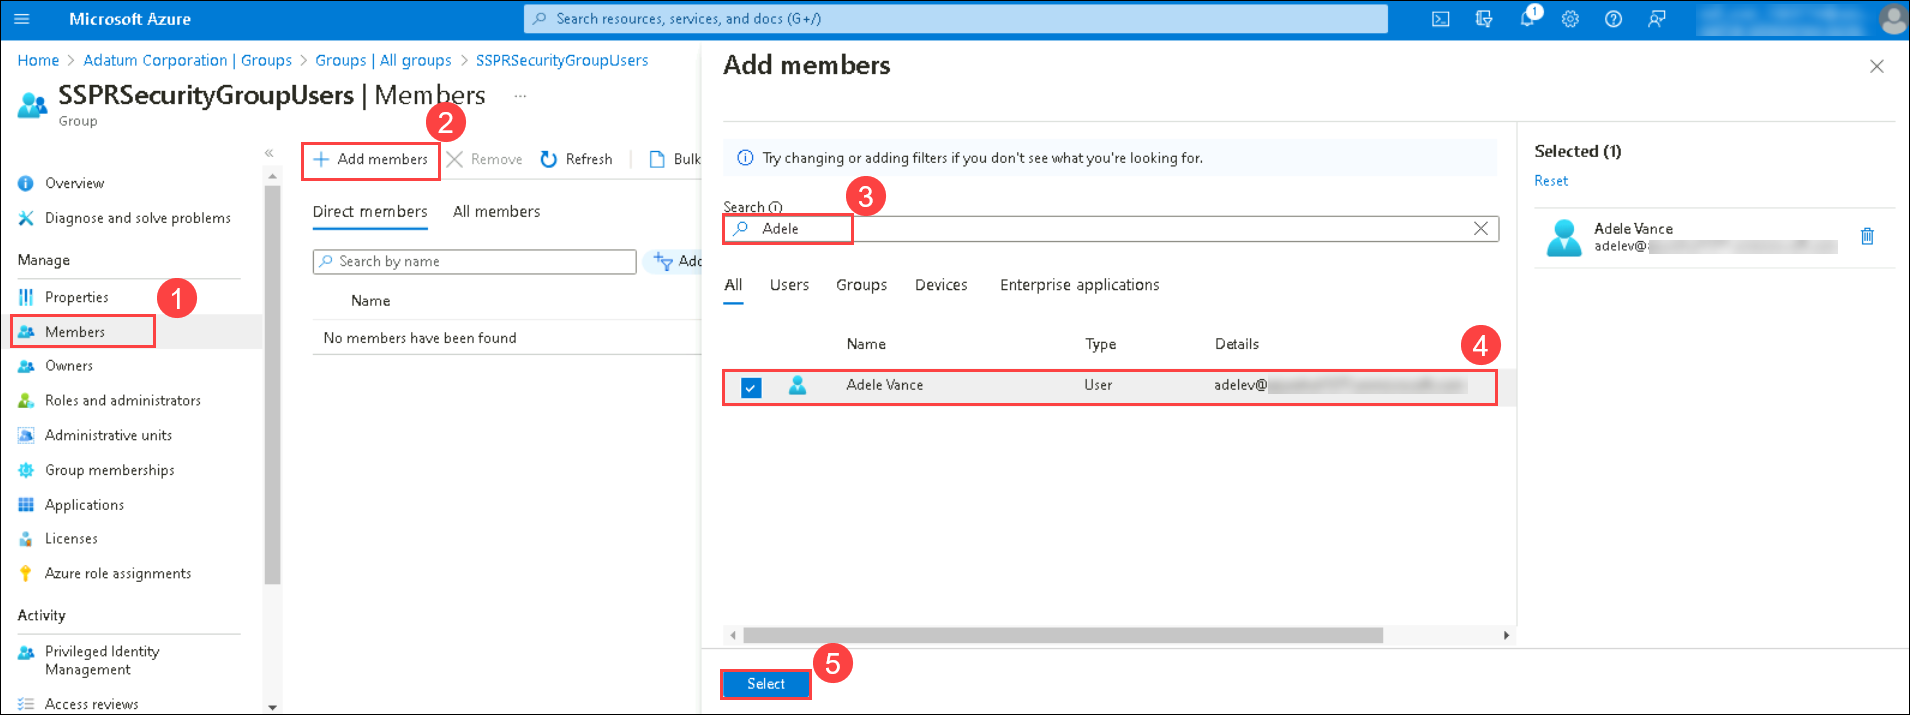 Microsoft Azure
Search resources, services, and docs (G+/)
1
Home > Adatum Corporation | Groups > Groups | All groups > SSPRSecurityGroupUsers
SSPRSecurityGroupUsers | Members ...
Group
2
«
+ Add members
Remove
Refresh
Bulk
Overview
Diagnose and solve problems
Direct members
All members
Manage
Search by name
Add
Properties
1
Name
Members
No members have been found
Owners
Roles and administrators
Administrative units
Group memberships
Applications
Licenses
Azure role assignments
Activity
Privileged Identity
Management
Access reviews
Add members
Try changing or adding filters if you don't see what you're looking for.
3
Search
Adele
All
Users
Groups
Devices
Enterprise applications
4
Name
Type
Details
Adele Vance
User
adelev@
5
Select
Selected (1)
Reset
Adele Vance
adelev@